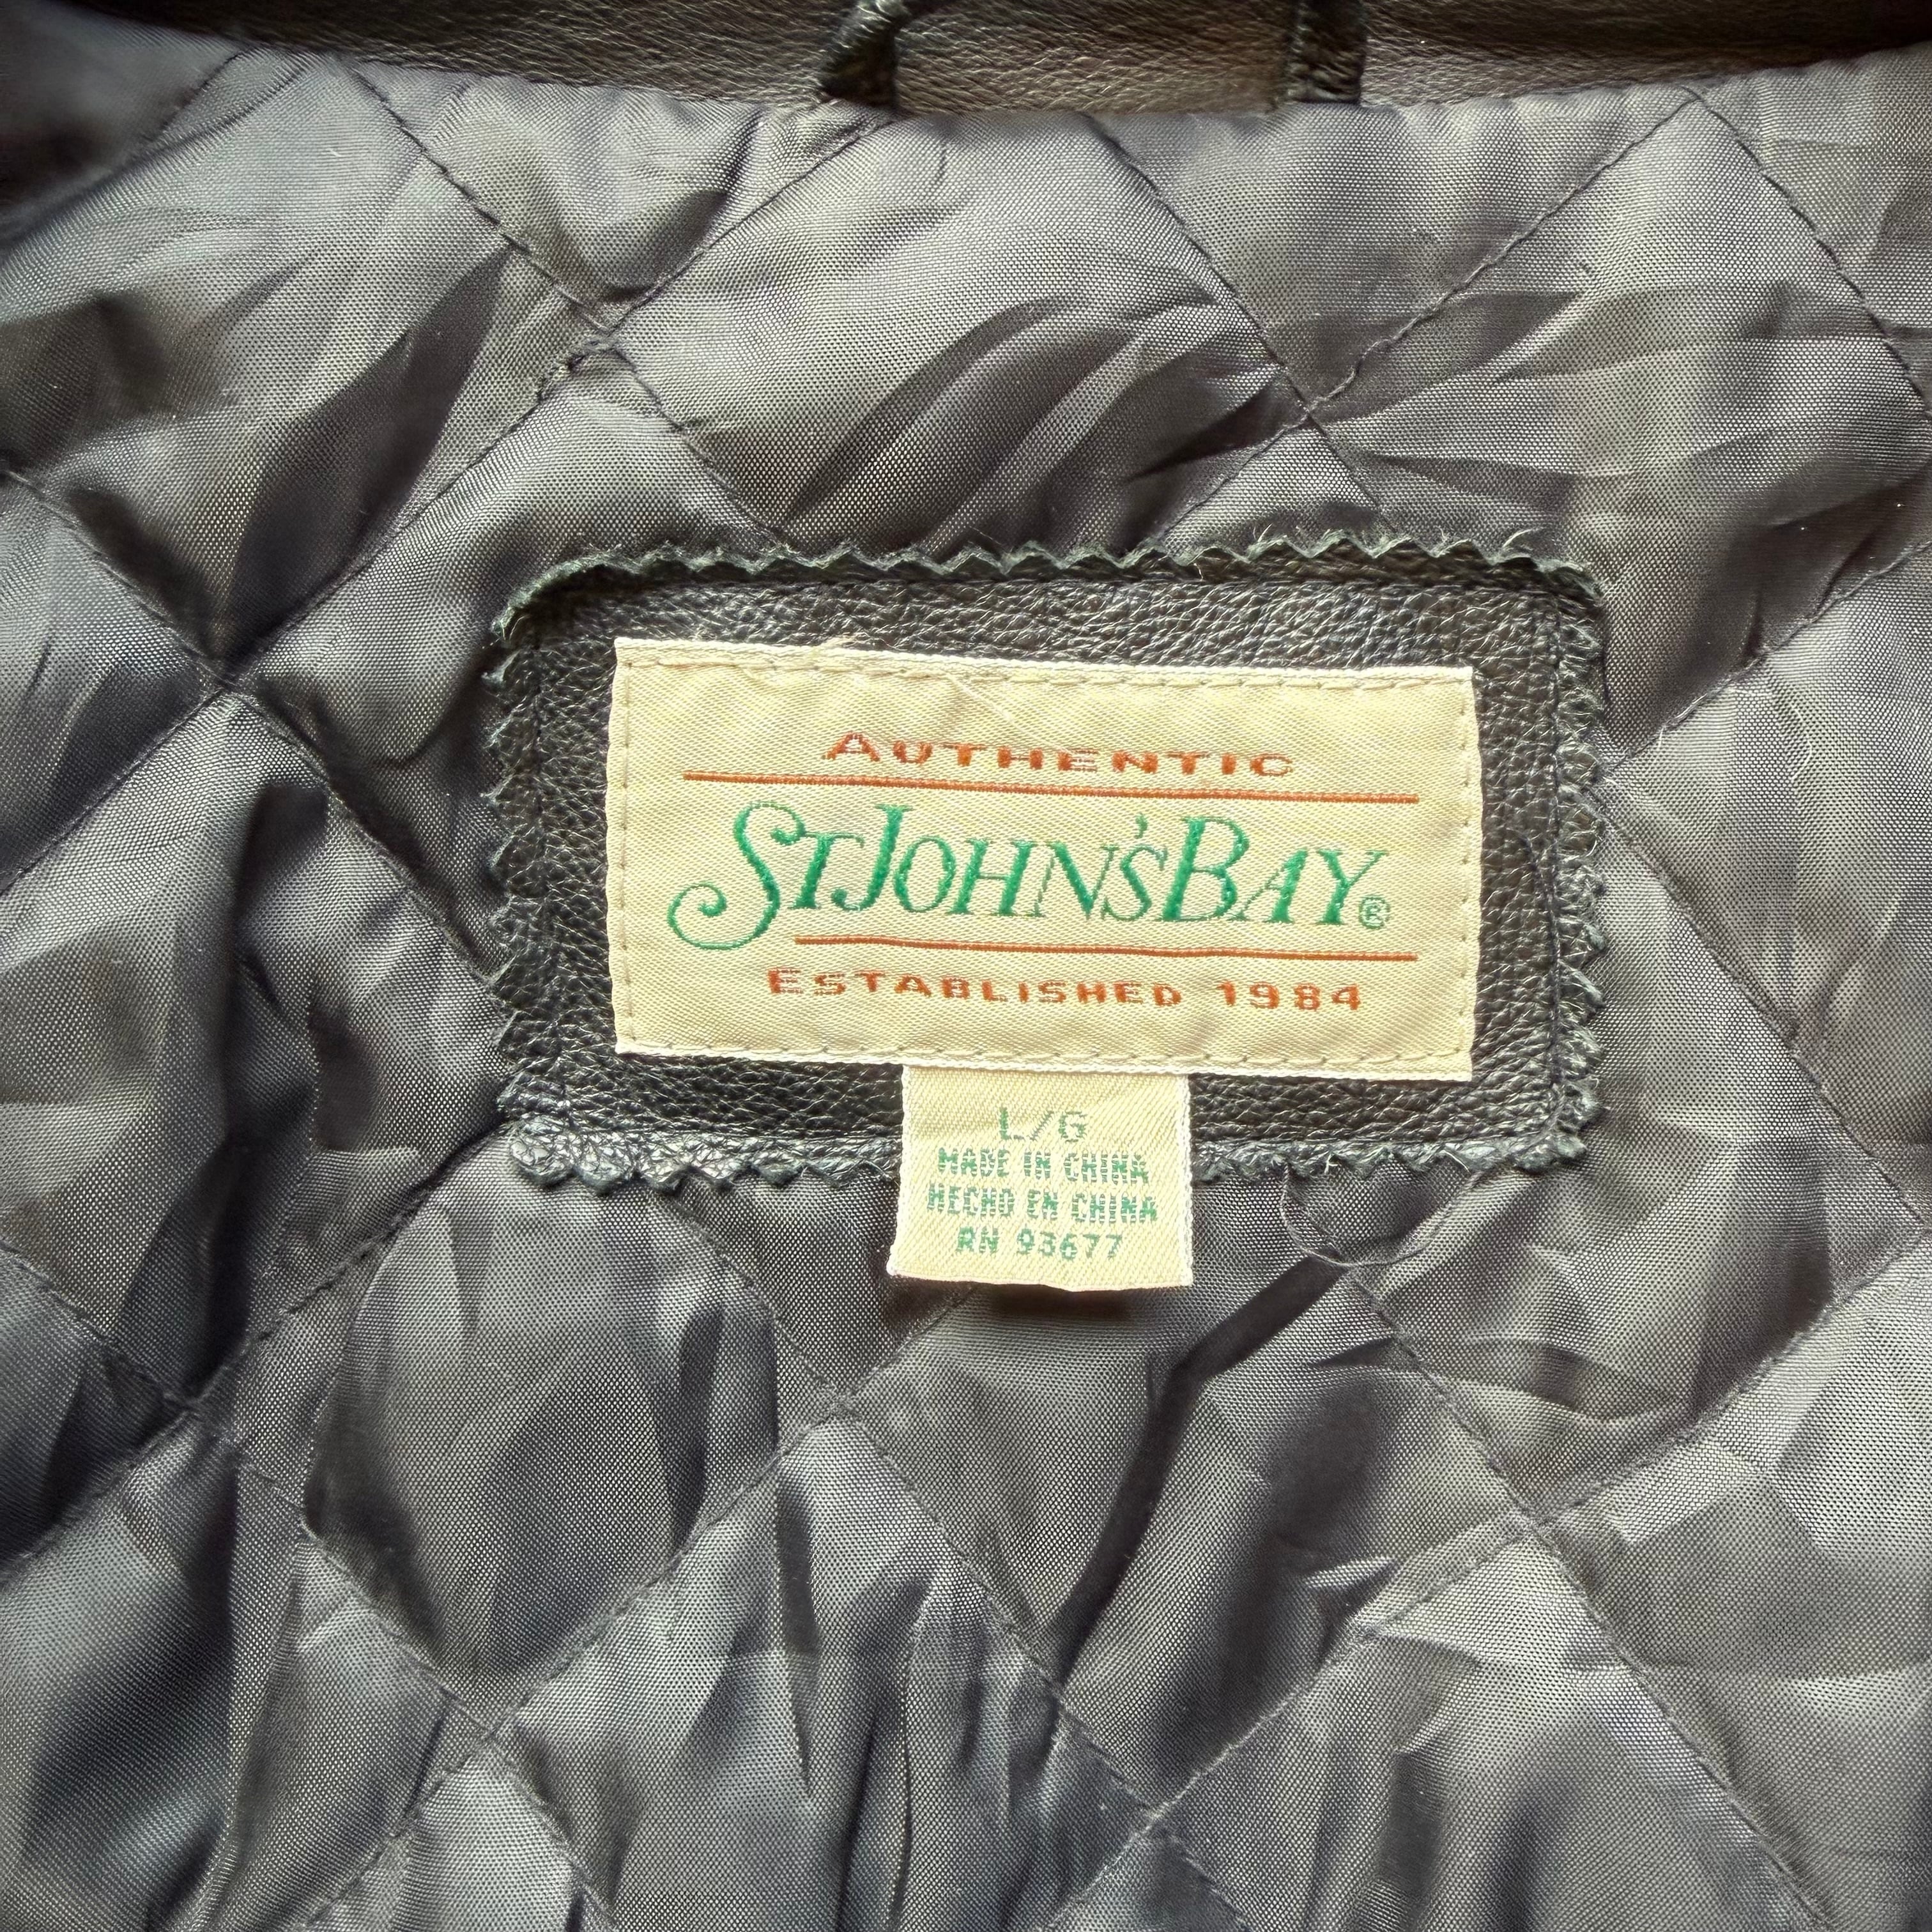 AUTHENTIC
ST JOHN'S BAY®
ESTABLISHED 1984
L/G
MADE IN CHINA
HECHO EN CHINA
RN 93677